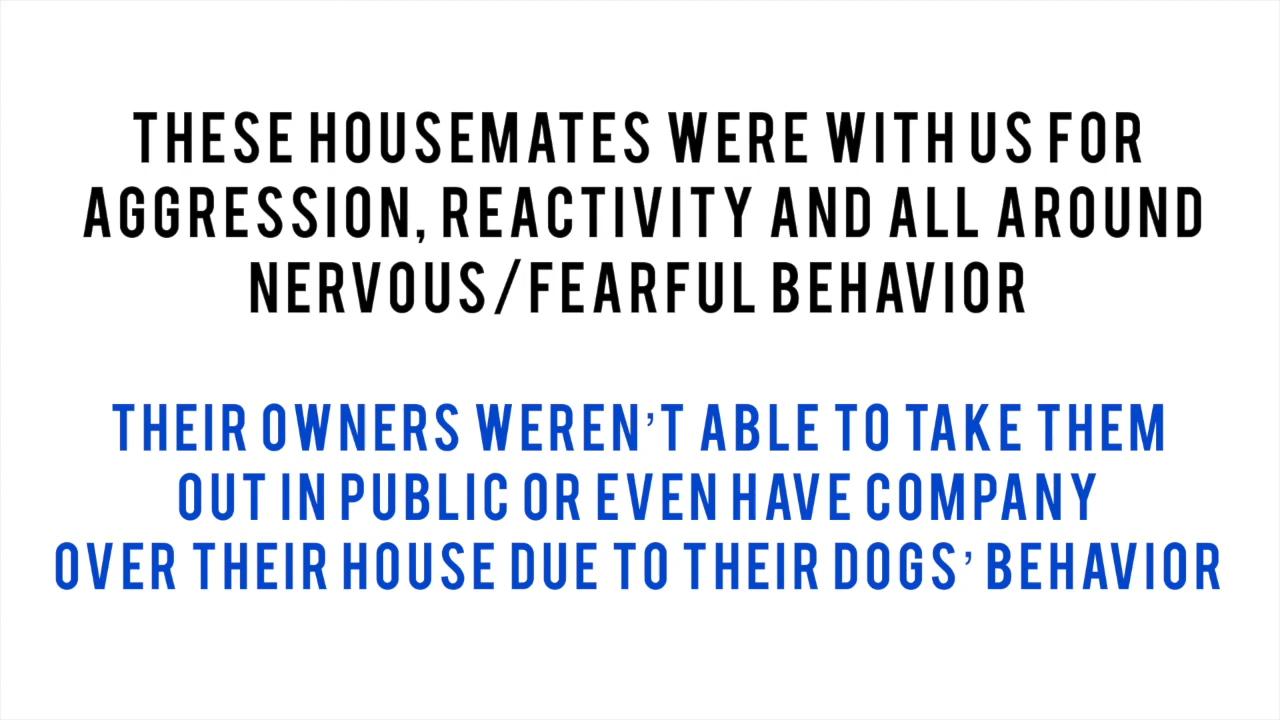 THESE HOUSEMATES WERE WITH US FOR
AGGRESSION, REACTIVITY AND ALL AROUND
NERVOUS/FEARFUL BEHAVIOR
THEIR OWNERS WEREN'T ABLE TO TAKE THEM
OUT IN PUBLIC OR EVEN HAVE COMPANY
OVER THEIR HOUSE DUE TO THEIR DOGS' BEHAVIOR